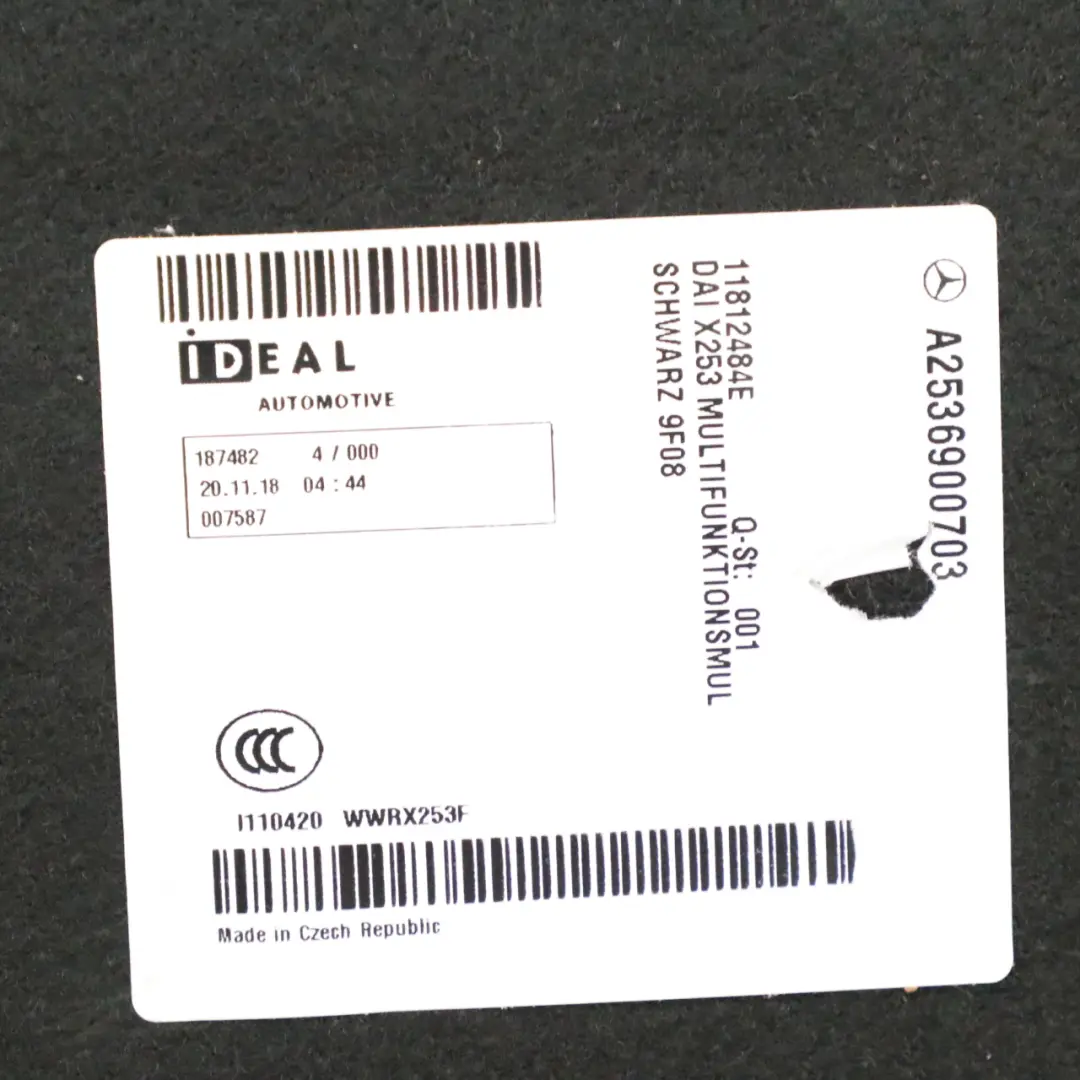 iDEAL
AUTOMOTIVE
187482 4 / 000
20.11.18 04 : 44
007587
A2536900703
11812484E Q-St: 001
DAI X253 MULTIFUNKTIONSMUL
SCHWARZ 9F08
CCC
I110420 WWRX253F
Made in Czech Republic